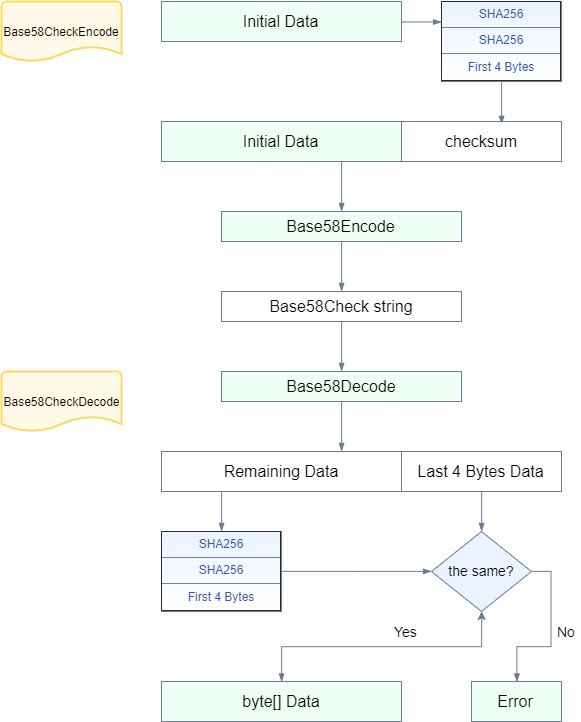 Base58CheckEncode
Initial Data
SHA256
SHA256
First 4 Bytes
Initial Data
checksum
Base58Encode
Base58Check string
Base58CheckDecode
Base58Decode
Remaining Data
Last 4 Bytes Data
SHA256
SHA256
First 4 Bytes
the same?
Yes
No
byte[] Data
Error